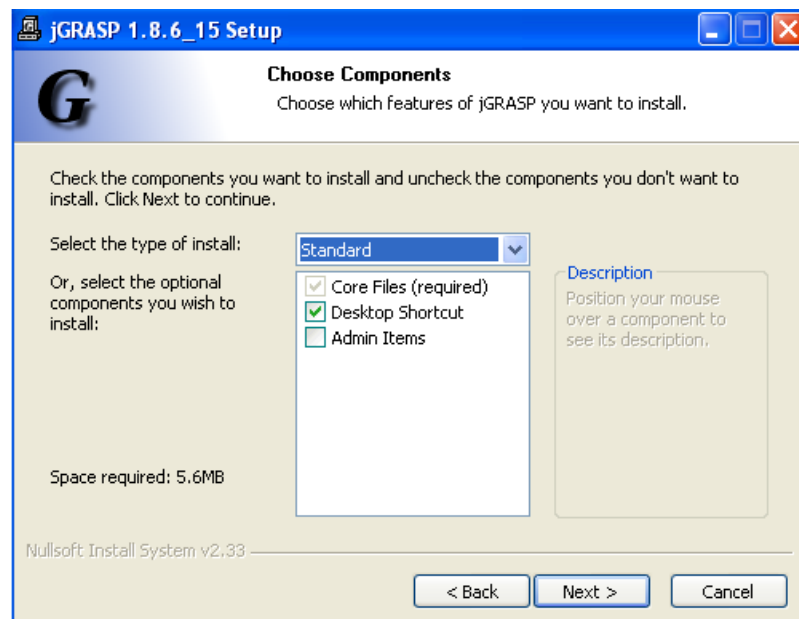 jGRASP 1.8.6_15 Setup
G
Choose Components
Choose which features of jGRASP you want to install.
Check the components you want to install and uncheck the components you don't want to
install. Click Next to continue.
Select the type of install:
Standard
Or, select the optional
components you wish to
install:
Core Files (required)
Desktop Shortcut
Admin Items
Description
Position your mouse
over a component to
see its description.
Space required: 5.6MB
Nullsoft Install System v2.33
< Back
Next >
Cancel